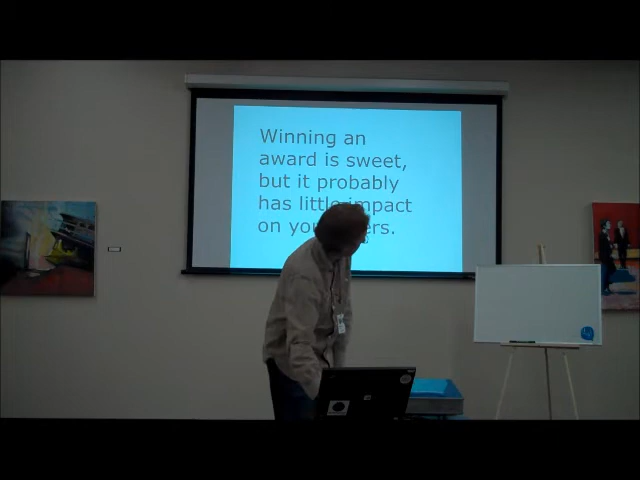 Winning an
award is sweet,
but it probably
has little impact
on